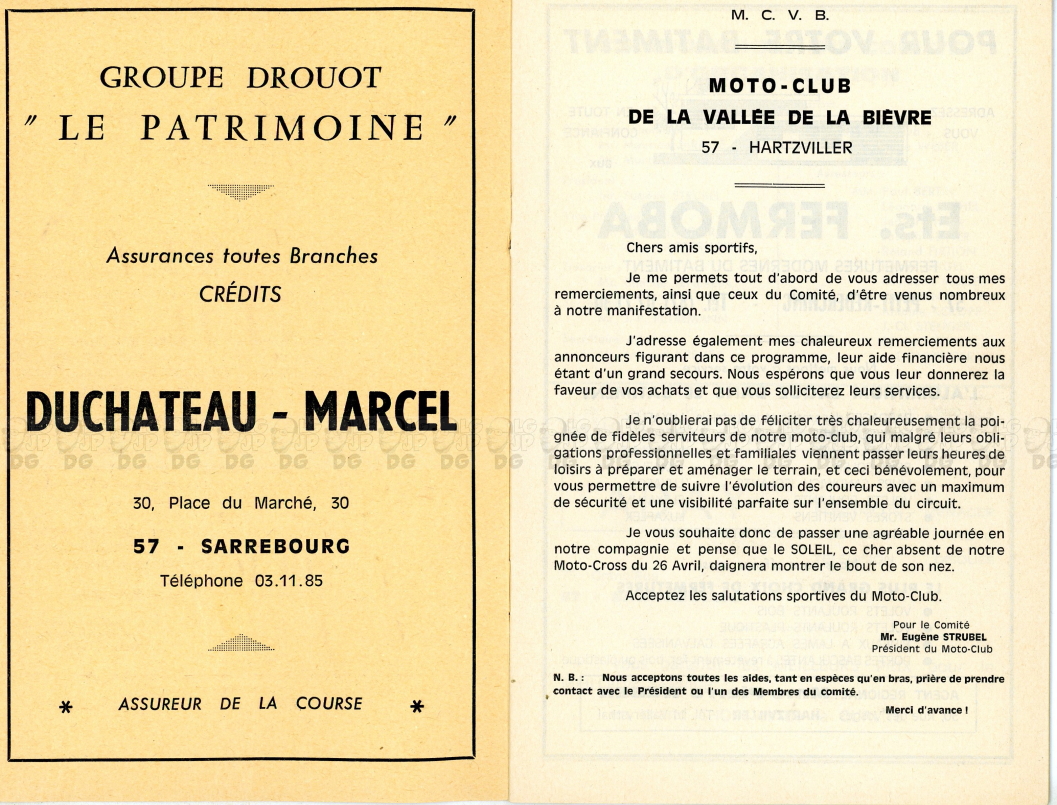 GROUPE DROUOT
" LE PATRIMOINE "
Assurances toutes Branches
CRÉDITS
DUCHATEAU - MARCEL
30, Place du Marché, 30
57 - SARREBOURG
Téléphone 03.11.85
* ASSUREUR DE LA COURSE *
M. C. V. B.
MOTO-CLUB
DE LA VALLÉE DE LA BIÈVRE
57 - HARTZVILLER
Chers amis sportifs,
Je me permets tout d'abord de vous adresser tous mes
remerciements, ainsi que ceux du Comité, d'être venus nombreux
à notre manifestation.
J'adresse également mes chaleureux remerciements aux
annonceurs figurant dans ce programme, leur aide financière nous
étant d'un grand secours. Nous espérons que vous leur donnerez la
faveur de vos achats et que vous solliciterez leurs services.
Je n'oublierai pas de féliciter très chaleureusement la poi-
gnée de fidèles serviteurs de notre moto-club, qui malgré leurs obli-
gations professionnelles et familiales viennent passer leurs heures de
loisirs à préparer et aménager le terrain, et ceci bénévolement, pour
vous permettre de suivre l'évolution des coureurs avec un maximum
de sécurité et une visibilité parfaite sur l'ensemble du circuit.
Je vous souhaite donc de passer une agréable journée en
notre compagnie et pense que le SOLEIL, ce cher absent de notre
Moto-Cross du 26 Avril, daignera montrer le bout de son nez.
Acceptez les salutations sportives du Moto-Club.
Pour le Comité
Mr. Eugène STRUBEL
Président du Moto-Club
N. B. : Nous acceptons toutes les aides, tant en espèces qu'en bras, prière de prendre
contact avec le Président ou l'un des Membres du comité.
Merci d'avance !